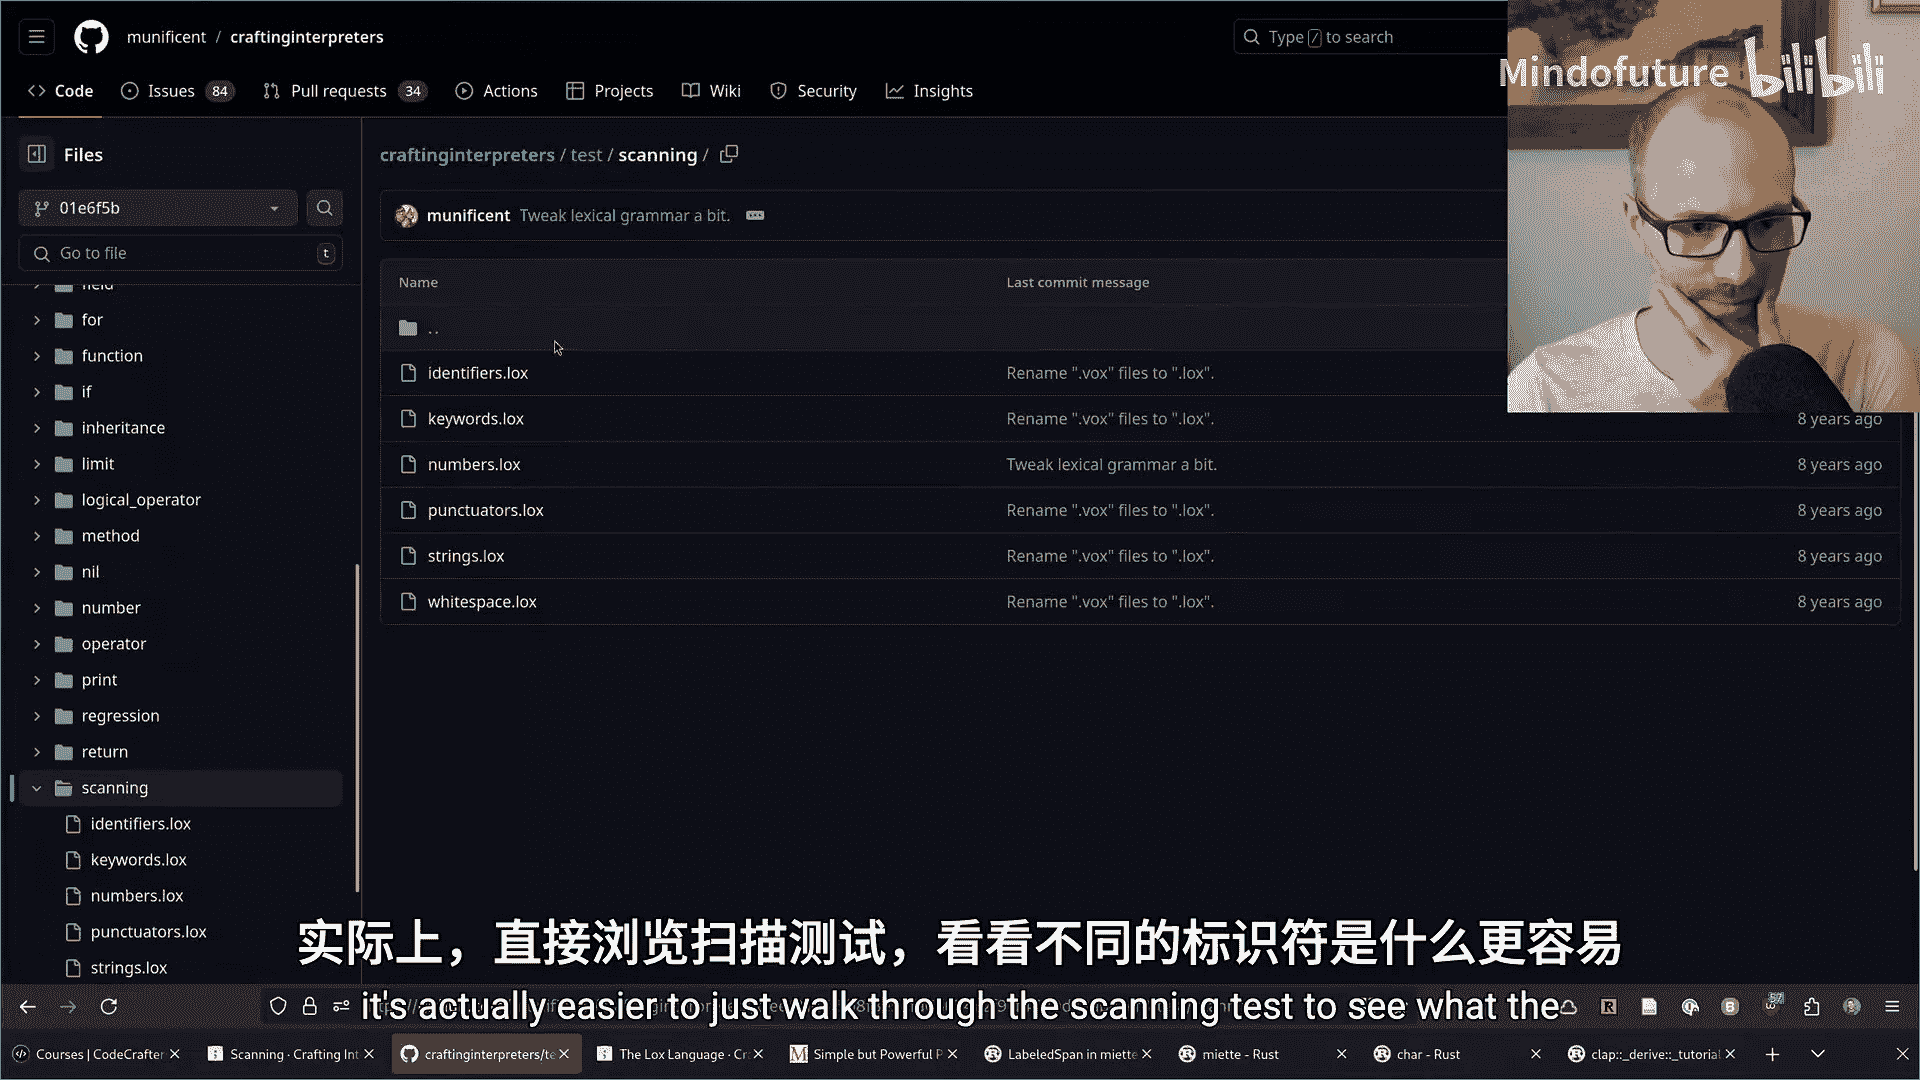 munificent / craftinginterpreters
Type / to search
Mindofuture bilibili
Code
Issues 84
Pull requests 34
Actions
Projects
Wiki
Security
Insights
Files
01e6f5b
Go to file
t
field
for
function
if
inheritance
limit
logical_operator
method
nil
number
operator
print
regression
return
scanning
identifiers.lox
keywords.lox
numbers.lox
punctuators.lox
strings.lox
craftinginterpreters / test / scanning /
munificent Tweak lexical grammar a bit.
Name Last commit message
..
identifiers.lox Rename ".vox" files to ".lox".
keywords.lox Rename ".vox" files to ".lox". 8 years ago
numbers.lox Tweak lexical grammar a bit. 8 years ago
punctuators.lox Rename ".vox" files to ".lox". 8 years ago
strings.lox Rename ".vox" files to ".lox". 8 years ago
whitespace.lox Rename ".vox" files to ".lox". 8 years ago
实际上，直接浏览扫描测试，看看不同的标识符是什么更容易
it's actually easier to just walk through the scanning test to see what the
57
Courses | CodeCrafter
Scanning · Crafting Int
craftinginterpreters/te
The Lox Language · Cr
Simple but Powerful P
LabeledSpan in miette
miette - Rust
char - Rust
clap::_derive::_tutorial